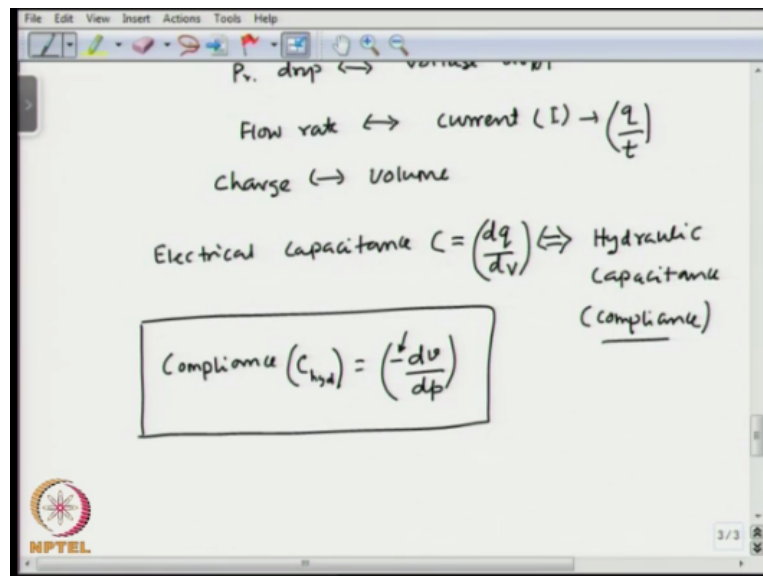 File Edit View Insert Actions Tools Help
Pr. drop ↔
Flow rate ↔ current (I) → (q/t)
Charge ↔ volume
Electrical capacitance C = (dq/dv) ⇔ Hydraulic
capacitance
(compliance)
Compliance (C_hyd) = (-dv/dp)
3/3
NPTEL